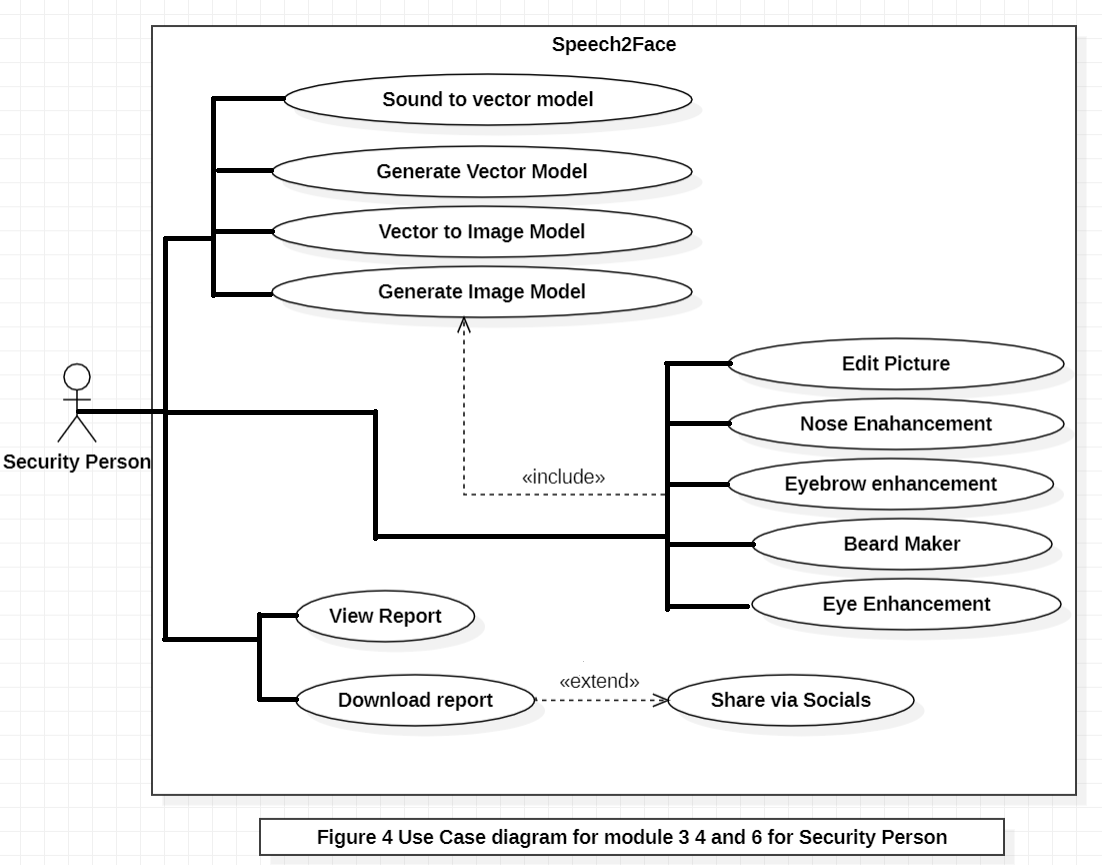 Speech2Face
Sound to vector model
Generate Vector Model
Vector to Image Model
Generate Image Model
Edit Picture
Nose Enahancement
Security Person
«include»
Eyebrow enhancement
Beard Maker
Eye Enhancement
View Report
«extend»
Download report
Share via Socials
Figure 4 Use Case diagram for module 3 4 and 6 for Security Person